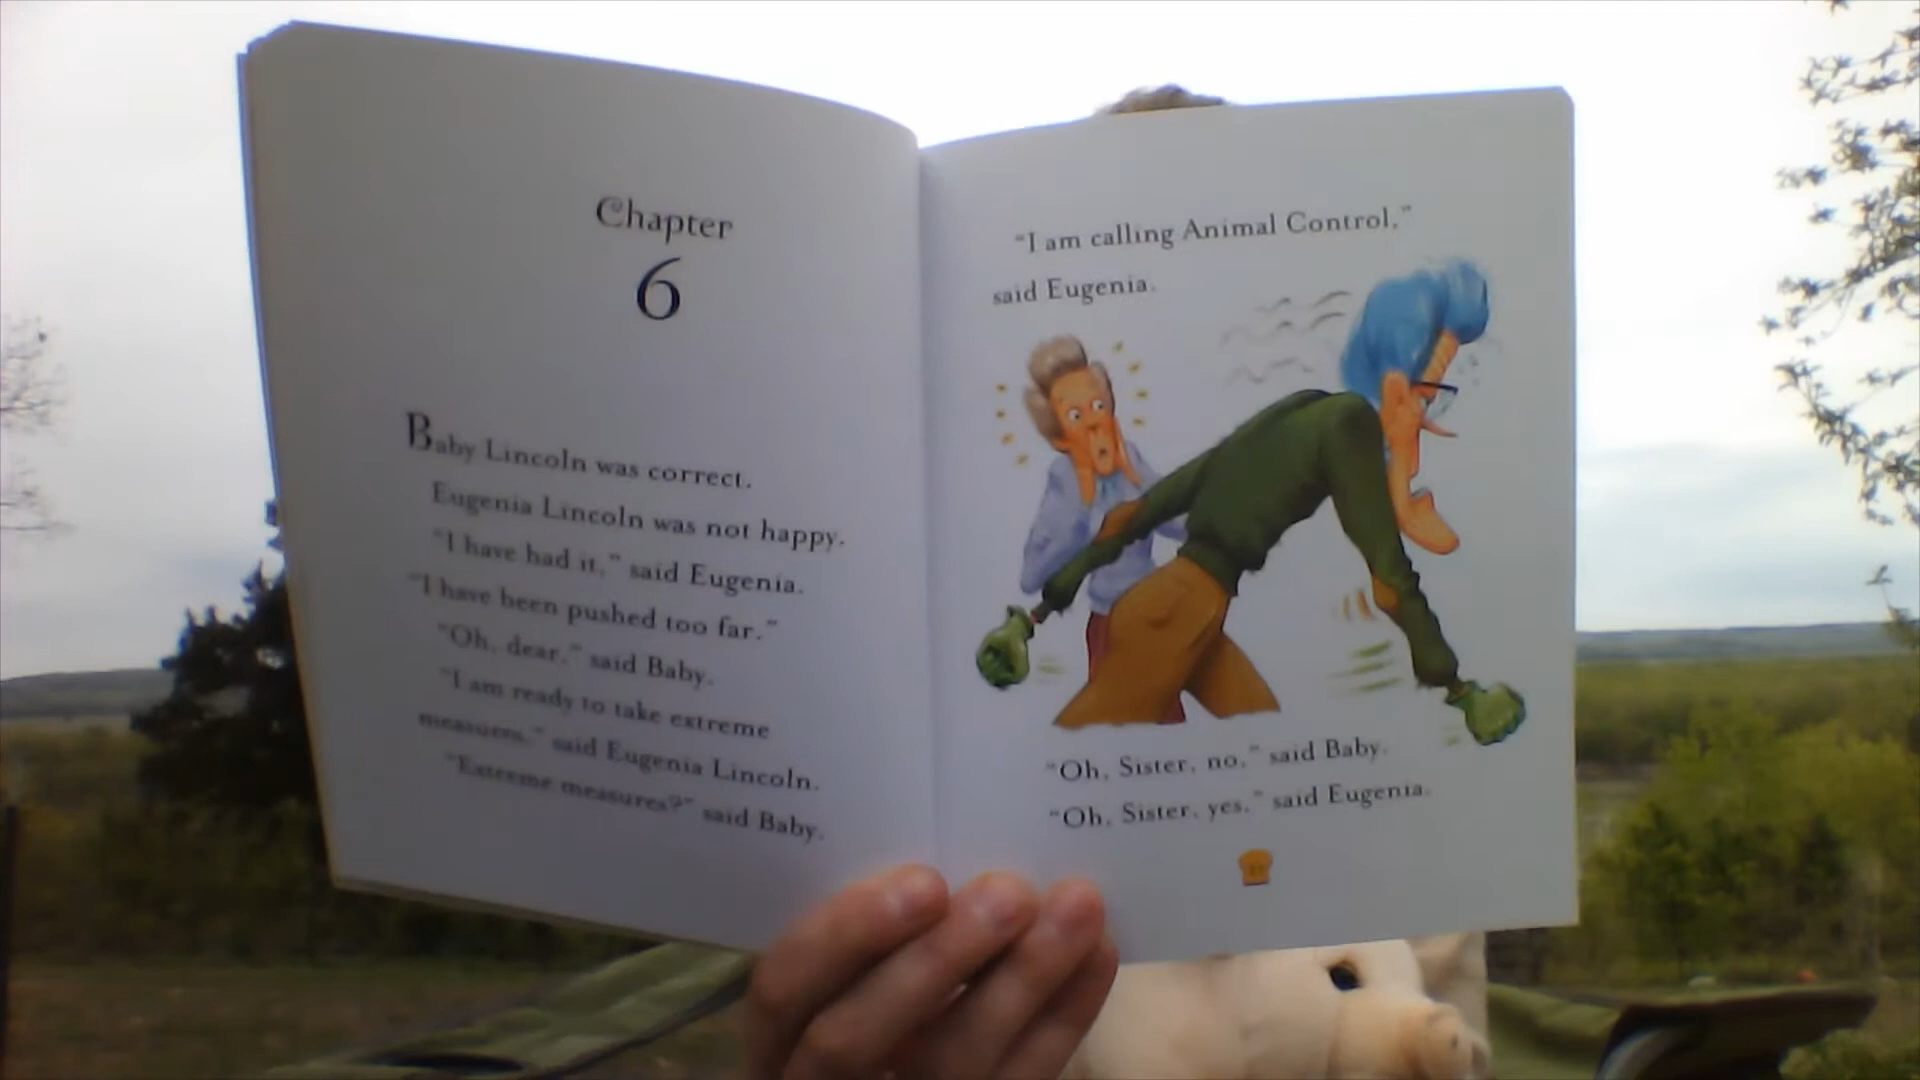 Chapter
6
Baby Lincoln was correct.
Eugenia Lincoln was not happy.
“I have had it,” said Eugenia.
“I have been pushed too far.”
“Oh, dear,” said Baby.
“I am ready to take extreme
measures,” said Eugenia Lincoln.
“Extreme measures?” said Baby.
“I am calling Animal Control,”
said Eugenia.
“Oh, Sister, no,” said Baby.
“Oh, Sister, yes,” said Eugenia.